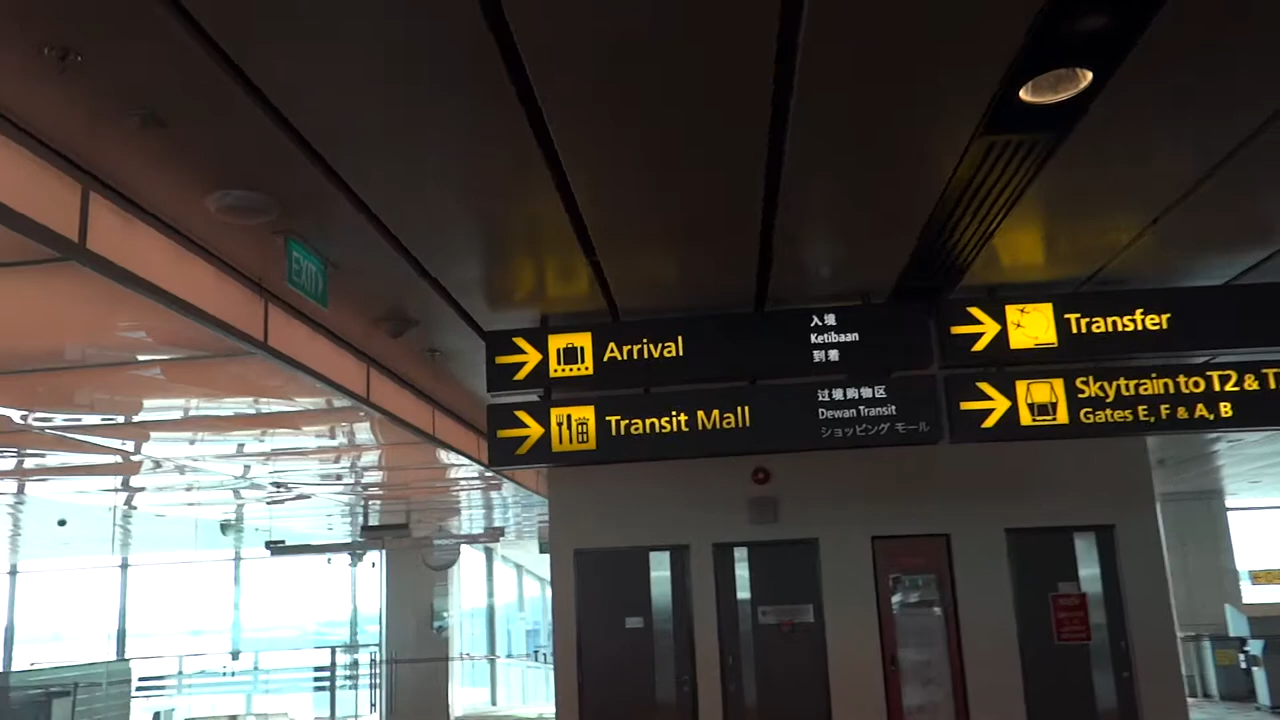 EXIT
Arrival
入境
Ketibaan
到着
Transit Mall
过境购物区
Dewan Transit
ショッピング モール
Transfer
Skytrain to T2 & T
Gates E, F & A, B